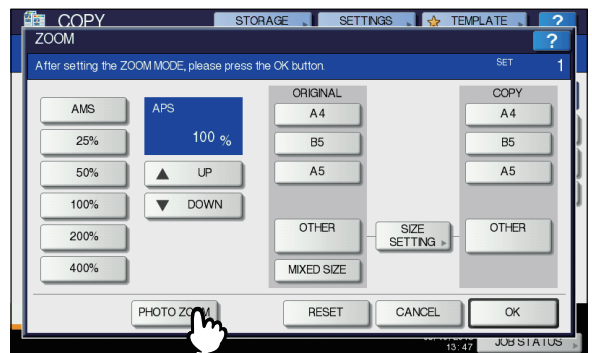 COPY
STORAGE
SETTINGS
TEMPLATE
?
ZOOM
?
After setting the ZOOM MODE, please press the OK button.
SET 1
AMS
25%
50%
100%
200%
400%
APS
100 %
UP
DOWN
ORIGINAL
A4
B5
A5
OTHER
MIXED SIZE
SIZE
SETTING
COPY
A4
B5
A5
OTHER
PHOTO ZOOM
RESET
CANCEL
OK
13:47
JOB STATUS